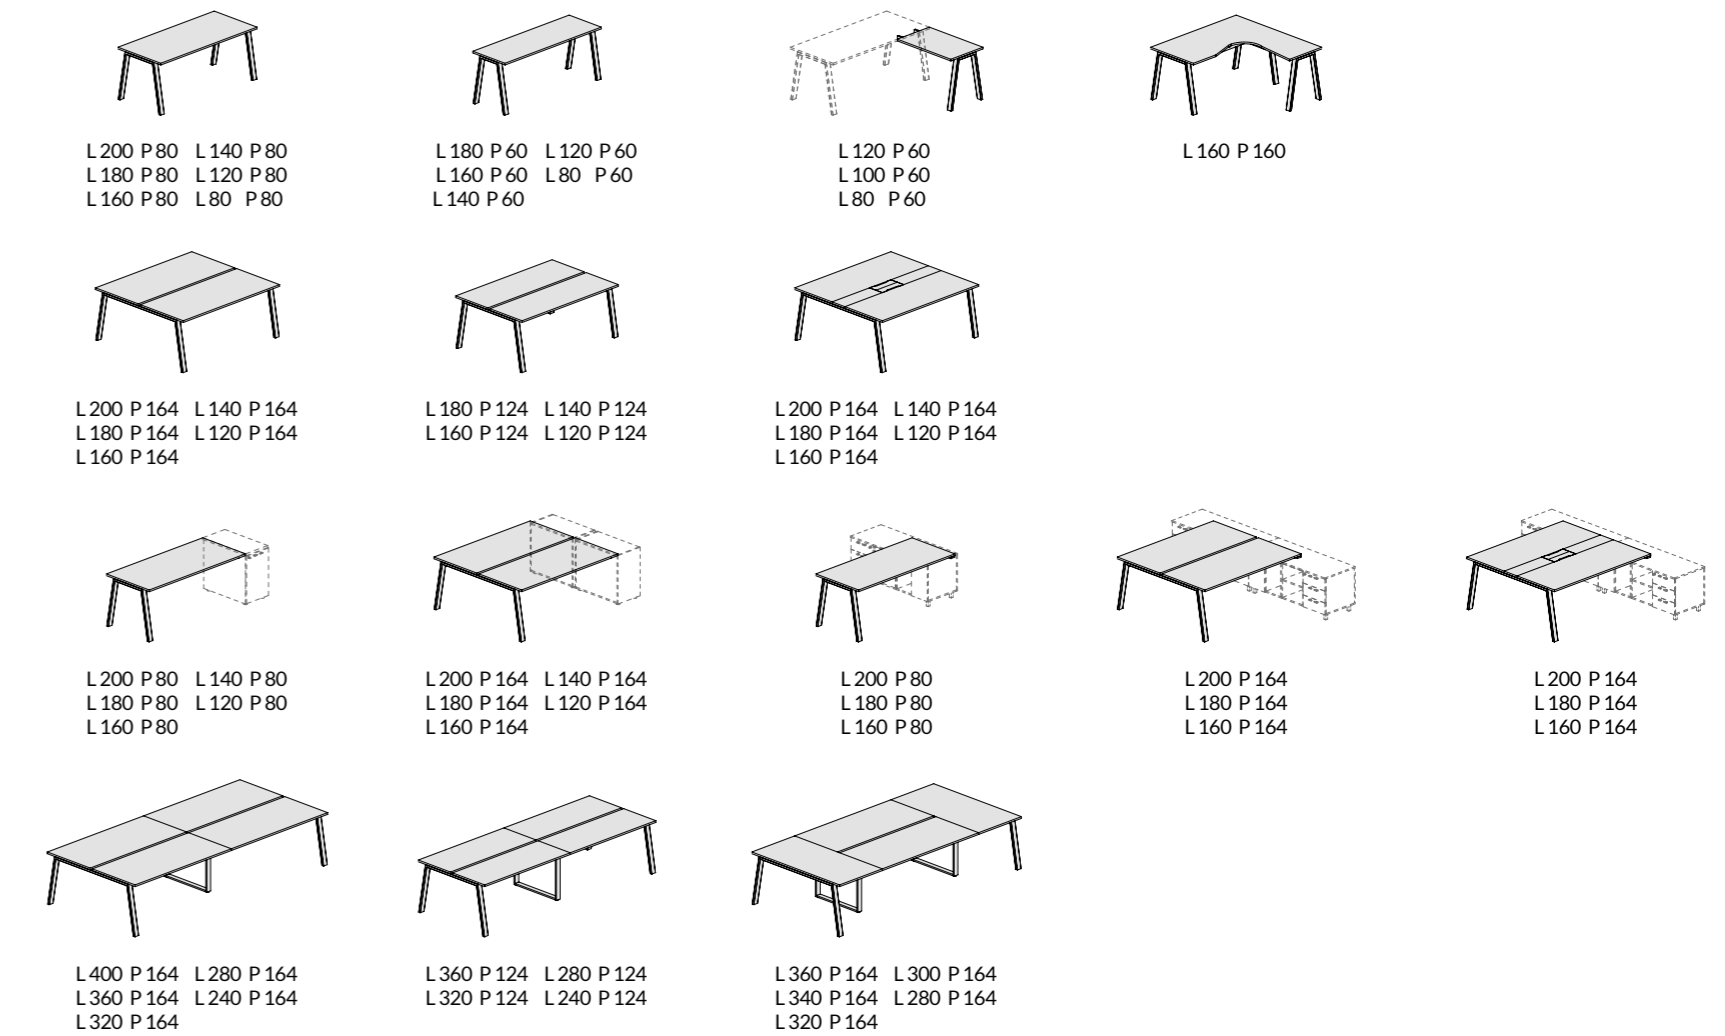 L 200 P 80 L 140 P 80
L 180 P 80 L 120 P 80
L 160 P 80 L 80 P 80
L 180 P 60 L 120 P 60
L 160 P 60 L 80 P 60
L 140 P 60
L 120 P 60
L 100 P 60
L 80 P 60
L 160 P 160
L 200 P 164 L 140 P 164
L 180 P 164 L 120 P 164
L 160 P 164
L 180 P 124 L 140 P 124
L 160 P 124 L 120 P 124
L 200 P 164 L 140 P 164
L 180 P 164 L 120 P 164
L 160 P 164
L 200 P 80 L 140 P 80
L 180 P 80 L 120 P 80
L 160 P 80
L 200 P 164 L 140 P 164
L 180 P 164 L 120 P 164
L 160 P 164
L 200 P 80
L 180 P 80
L 160 P 80
L 200 P 164
L 180 P 164
L 160 P 164
L 200 P 164
L 180 P 164
L 160 P 164
L 400 P 164 L 280 P 164
L 360 P 164 L 240 P 164
L 320 P 164
L 360 P 124 L 280 P 124
L 320 P 124 L 240 P 124
L 360 P 164 L 300 P 164
L 340 P 164 L 280 P 164
L 320 P 164